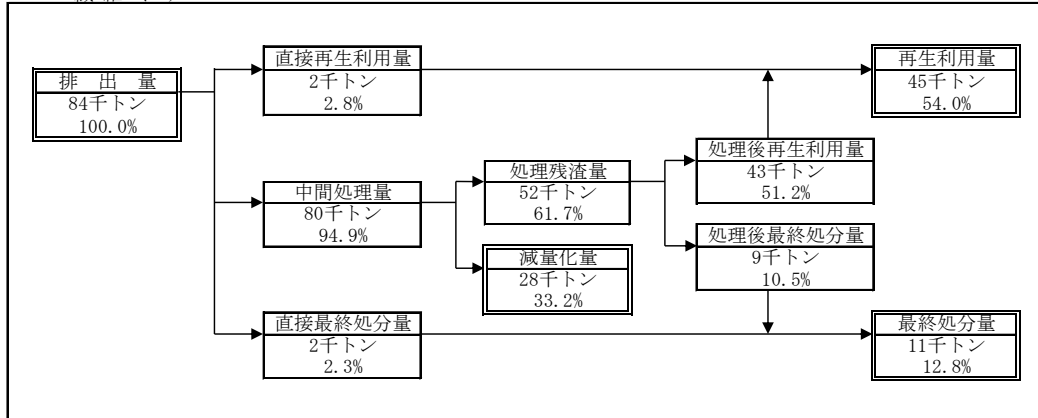 排 出 量
84千トン
100.0%
直接再生利用量
2千トン
2.8%
再生利用量
45千トン
54.0%
中間処理量
80千トン
94.9%
処理残渣量
52千トン
61.7%
処理後再生利用量
43千トン
51.2%
減量化量
28千トン
33.2%
処理後最終処分量
9千トン
10.5%
直接最終処分量
2千トン
2.3%
最終処分量
11千トン
12.8%